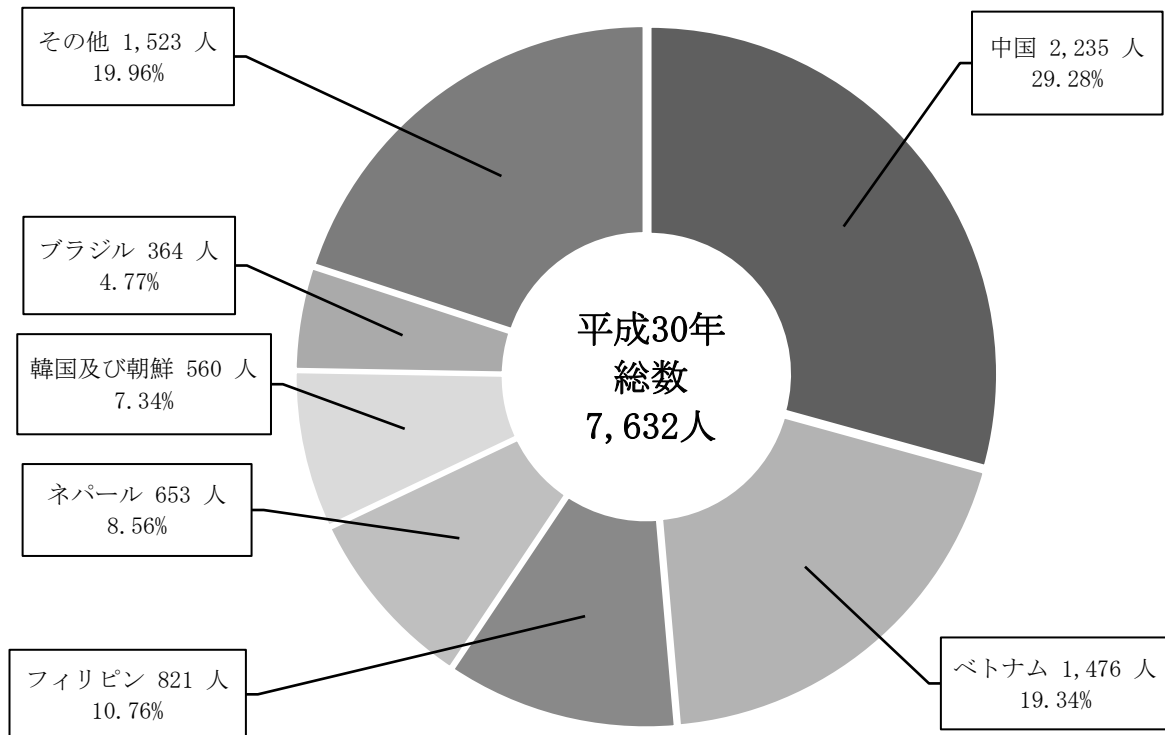 その他 1,523 人
19.96%
中国 2,235 人
29.28%
ブラジル 364 人
4.77%
平成30年
総数
7,632人
韓国及び朝鮮 560 人
7.34%
ネパール 653 人
8.56%
フィリピン 821 人
10.76%
ベトナム 1,476 人
19.34%